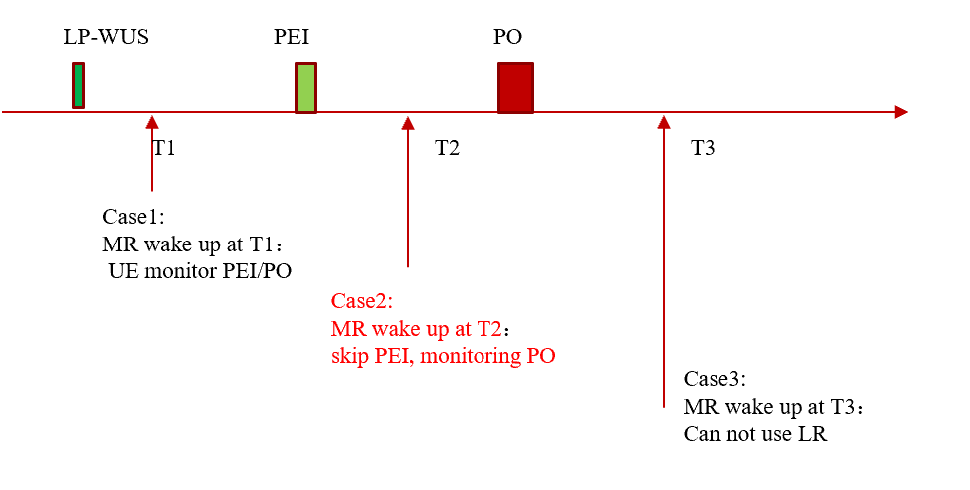 LP-WUS PEI PO
T1 T2 T3
Case1:
MR wake up at T1：
UE monitor PEI/PO
Case2:
MR wake up at T2：
skip PEI, monitoring PO
Case3:
MR wake up at T3：
Can not use LR